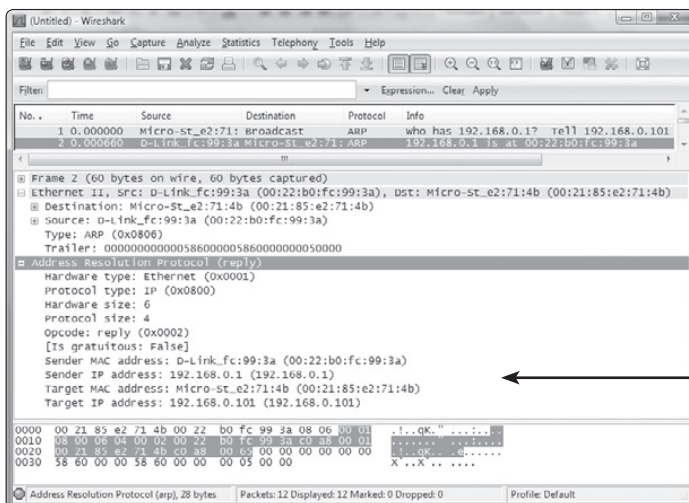 (Untitled) - Wireshark
File Edit View Go Capture Analyze Statistics Telephony Tools Help
Filter: Expression... Clear Apply
No. . Time Source Destination Protocol Info
1 0.000000 Micro-St_e2:71: Broadcast ARP who has 192.168.0.1? Tell 192.168.0.101
2 0.000660 D-Link_fc:99:3a Micro-St_e2:71: ARP 192.168.0.1 is at 00:22:b0:fc:99:3a
Frame 2 (60 bytes on wire, 60 bytes captured)
Ethernet II, Src: D-Link_fc:99:3a (00:22:b0:fc:99:3a), Dst: Micro-St_e2:71:4b (00:21:85:e2:71:4b)
Destination: Micro-St_e2:71:4b (00:21:85:e2:71:4b)
Source: D-Link_fc:99:3a (00:22:b0:fc:99:3a)
Type: ARP (0x0806)
Address Resolution Protocol (reply)
Hardware type: Ethernet (0x0001)
Protocol type: IP (0x0800)
Hardware size: 6
Protocol size: 4
Opcode: reply (0x0002)
[Is gratuitous: False]
Sender MAC address: D-Link_fc:99:3a (00:22:b0:fc:99:3a)
Sender IP address: 192.168.0.1 (192.168.0.1)
Target MAC address: Micro-St_e2:71:4b (00:21:85:e2:71:4b)
Target IP address: 192.168.0.101 (192.168.0.101)
0000 00 21 85 e2 71 4b 00 22 b0 fc 99 3a 08 06 00 01 .!..qK." ...:....
0010 08 00 06 04 00 02 00 22 b0 fc 99 3a c0 a8 00 01
0020 00 21 85 e2 71 4b c0 a8 00 65 00 00 00 00 00 00 .!..qK.. .e......
0030 58 60 00 00 58 60 00 00 00 05 00 00 X`..X`.. ....
Address Resolution Protocol (arp), 28 bytes Packets: 12 Displayed: 12 Marked: 0 Dropped: 0 Profile: Default